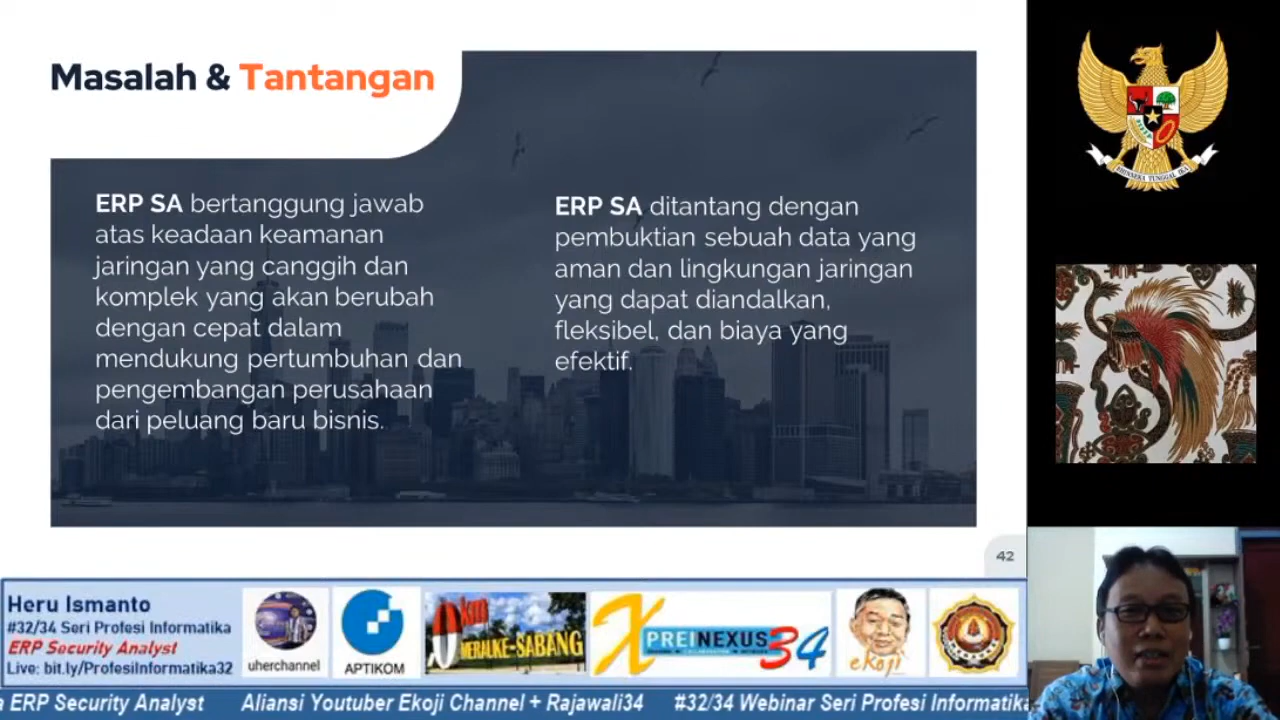 Masalah & Tantangan
ERP SA bertanggung jawab
atas keadaan keamanan
jaringan yang canggih dan
komplek yang akan berubah
dengan cepat dalam
mendukung pertumbuhan dan
pengembangan perusahaan
dari peluang baru bisnis.
ERP SA ditantang dengan
pembuktian sebuah data yang
aman dan lingkungan jaringan
yang dapat diandalkan,
fleksibel, dan biaya yang
efektif.
42
Heru Ismanto
#32/34 Seri Profesi Informatika
ERP Security Analyst
Live: bit.ly/ProfesiInformatika32
uherchannel
APTIKOM
0 km
MERAUKE-SABANG
X
PREINEXUS
34
ekoji
a ERP Security Analyst Aliansi Youtuber Ekoji Channel + Rajawali34 #32/34 Webinar Seri Profesi Informatika